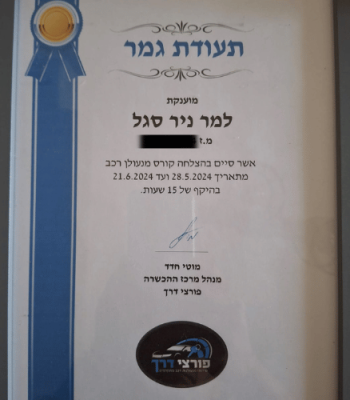 תעודת גמר
מוענקת
למר ניר סגל
מ.ז
אשר סיים בהצלחה קורס מנעולן רכב
מתאריך 28.5.2024 ועד 21.6.2024
בהיקף של 15 שעות.
מוטי חדד
מנהל מרכז ההכשרה
פורצי דרך
פורצי דרך